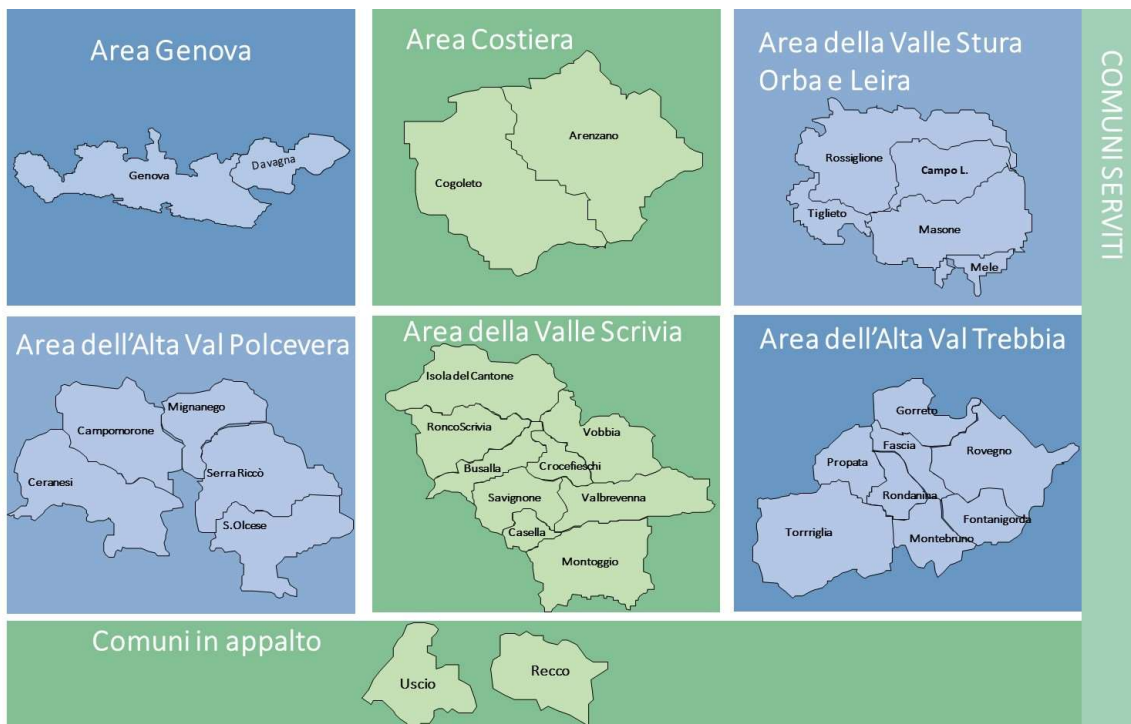 Area Genova
Genova
Davagna
Area Costiera
Cogoleto
Arenzano
Area della Valle Stura
Orba e Leira
Rossiglione
Campo L.
Tiglieto
Masone
Mele
COMUNI SERVITI
Area dell'Alta Val Polcevera
Mignanego
Campomorone
Serra Riccò
Ceranesi
S.Olcese
Area della Valle Scrivia
Isola del Cantone
RoncoScrivia
Vobbia
Busalla
Crocefieschi
Savignone
Valbrevenna
Casella
Montoggio
Area dell'Alta Val Trebbia
Gorreto
Fascia
Rovegno
Propata
Rondanina
Fontanigorda
Torrriglia
Montebruno
Comuni in appalto
Uscio
Recco